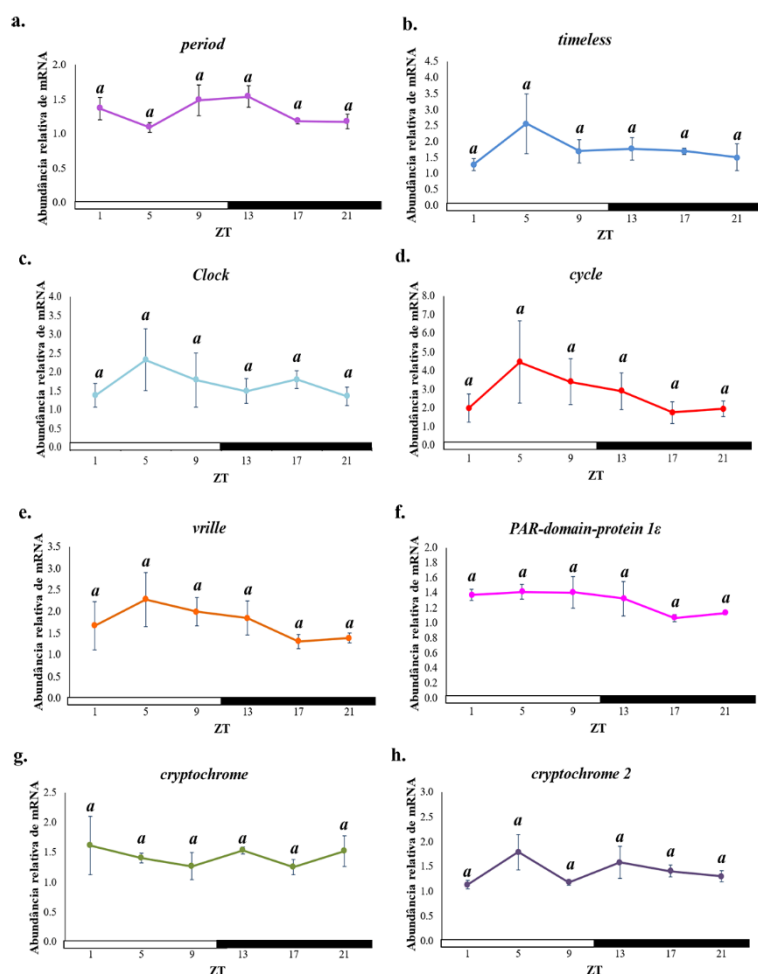 a.
period
Abundância relativa de mRNA
2.0
1.5
1.0
0.5
0.0
a a a a a a
1 5 9 13 17 21
ZT
b.
timeless
Abundância relativa de mRNA
4.5
4.0
3.5
3.0
2.5
2.0
1.5
1.0
0.5
0.0
a a a a a a
1 5 9 13 17 21
ZT
c.
Clock
Abundância relativa de mRNA
4.0
3.5
3.0
2.5
2.0
1.5
1.0
0.5
0.0
a a a a a a
1 5 9 13 17 21
ZT
d.
cycle
Abundância relativa de mRNA
8.0
7.0
6.0
5.0
4.0
3.0
2.0
1.0
0.0
a a a a a a
1 5 9 13 17 21
ZT
e.
vrille
Abundância relativa de mRNA
3.5
3.0
2.5
2.0
1.5
1.0
0.5
0.0
a a a a a a
1 5 9 13 17 21
ZT
f.
PAR-domain-protein 1ε
Abundância relativa de mRNA
2.0
1.8
1.6
1.4
1.2
1.0
0.8
0.6
0.4
0.2
0.0
a a a a a a
1 5 9 13 17 21
ZT
g.
cryptochrome
Abundância relativa de mRNA
2.5
2.0
1.5
1.0
0.5
0.0
a a a a a a
1 5 9 13 17 21
ZT
h.
cryptochrome 2
Abundância relativa de mRNA
3.0
2.5
2.0
1.5
1.0
0.5
0.0
a a a a a a
1 5 9 13 17 21
ZT